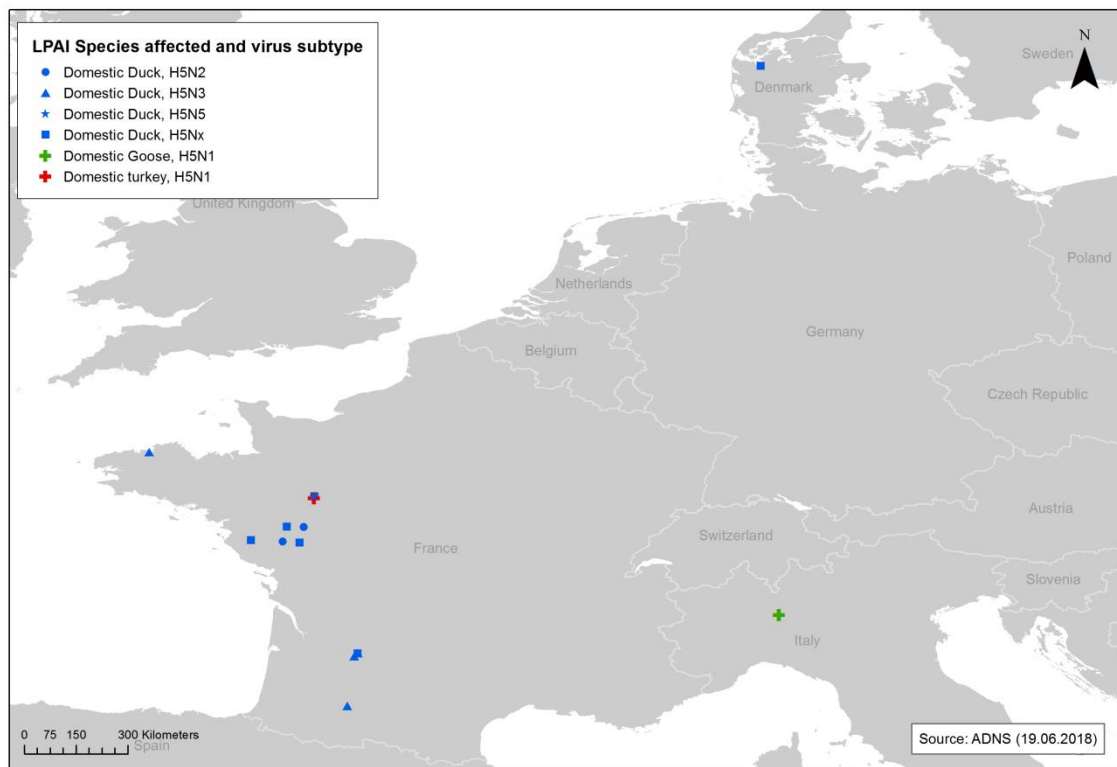 LPAI Species affected and virus subtype
Domestic Duck, H5N2
Domestic Duck, H5N3
Domestic Duck, H5N5
Domestic Duck, H5Nx
Domestic Goose, H5N1
Domestic turkey, H5N1
N
Sweden
Denmark
United Kingdom
Netherlands
Poland
Germany
Belgium
Czech Republic
Austria
Switzerland
France
Slovenia
Italy
0 75 150 300 Kilometers
Spain
Source: ADNS (19.06.2018)